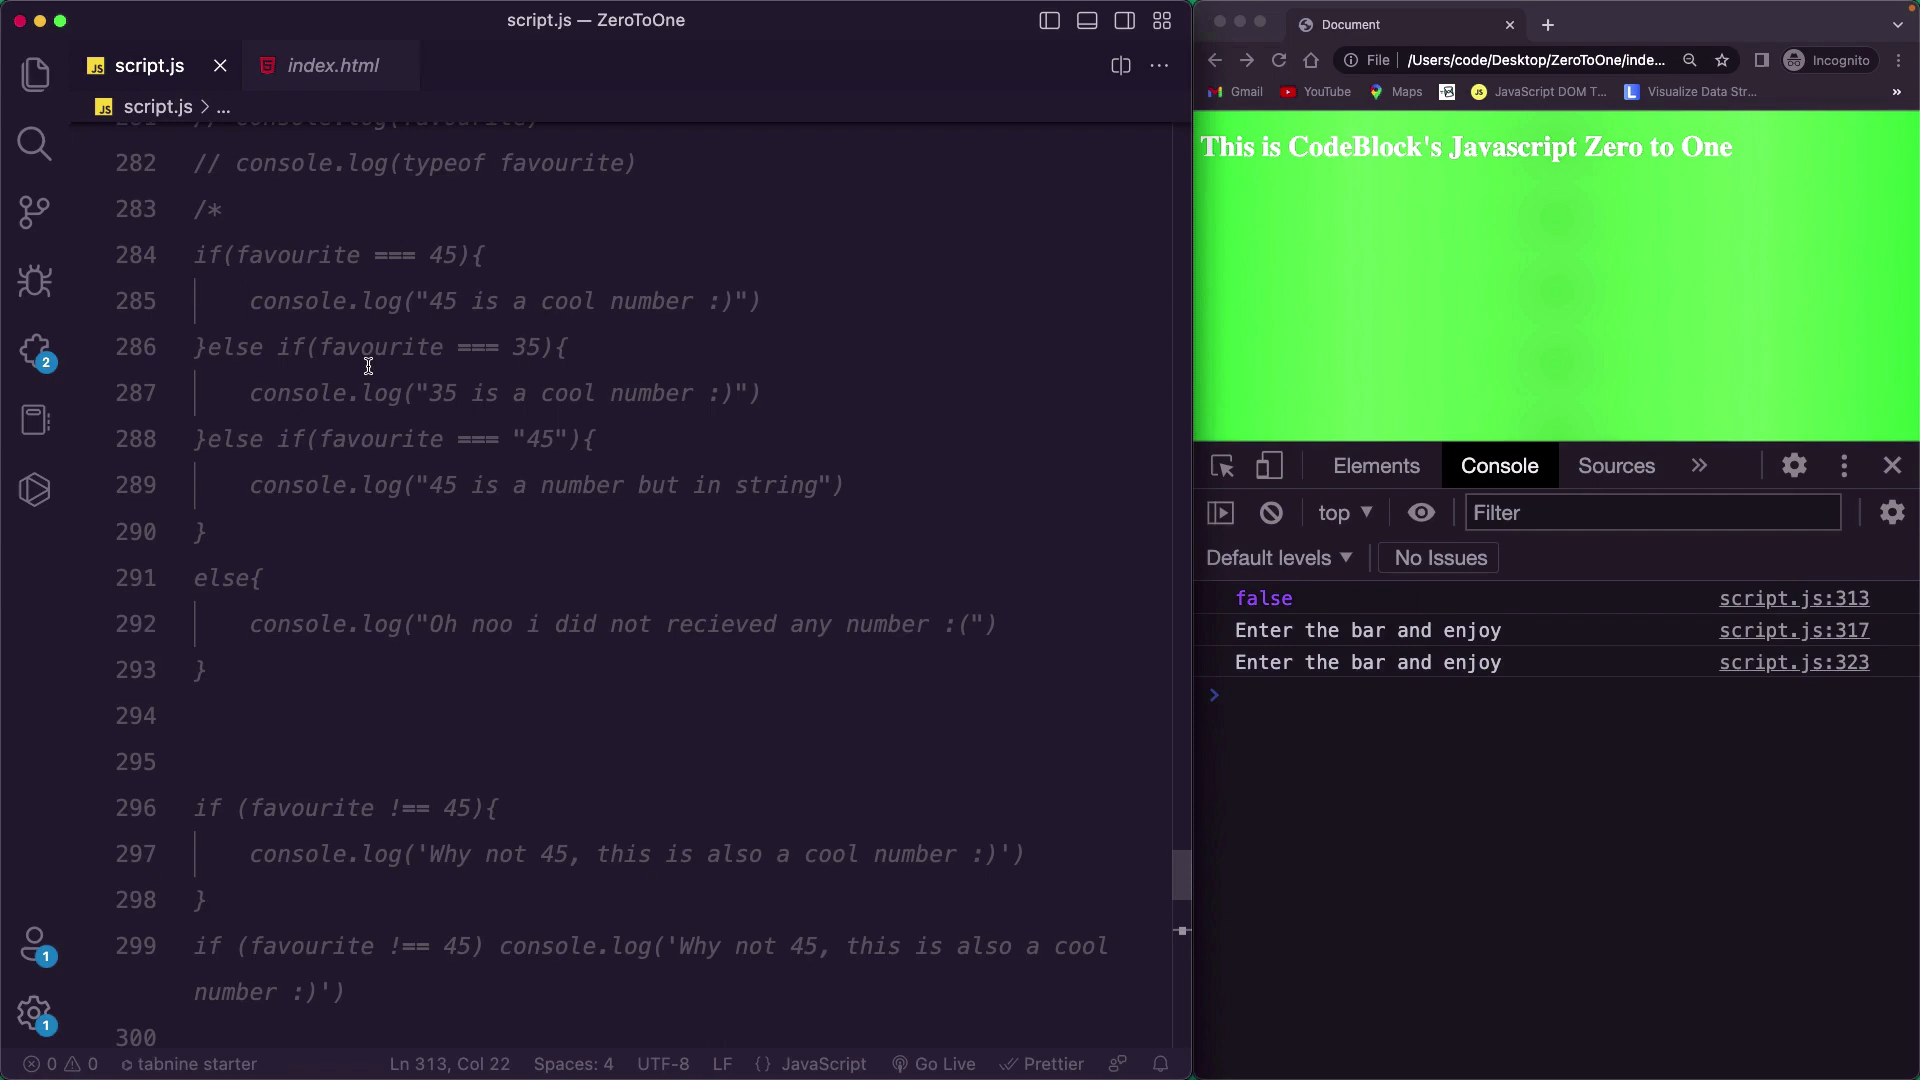 script.js — ZeroToOne
script.js
index.html
script.js > ...
282 // console.log(typeof favourite)
283 /*
284 if(favourite === 45){
285 console.log("45 is a cool number :)")
286 }else if(favourite === 35){
287 console.log("35 is a cool number :)")
288 }else if(favourite === "45"){
289 console.log("45 is a number but in string")
290 }
291 else{
292 console.log("Oh noo i did not recieved any number :(")
293 }
294
295
296 if (favourite !== 45){
297 console.log('Why not 45, this is also a cool number :)')
298 }
299 if (favourite !== 45) console.log('Why not 45, this is also a cool
number :)')
300
2
1
1
0 0 tabnine starter Ln 313, Col 22 Spaces: 4 UTF-8 LF {} JavaScript Go Live Prettier
Document
File /Users/code/Desktop/ZeroToOne/inde... Incognito
Gmail YouTube Maps JavaScript DOM T... Visualize Data Str... »
This is CodeBlock's Javascript Zero to One
Elements Console Sources »
top Filter
Default levels No Issues
false script.js:313
Enter the bar and enjoy script.js:317
Enter the bar and enjoy script.js:323
>